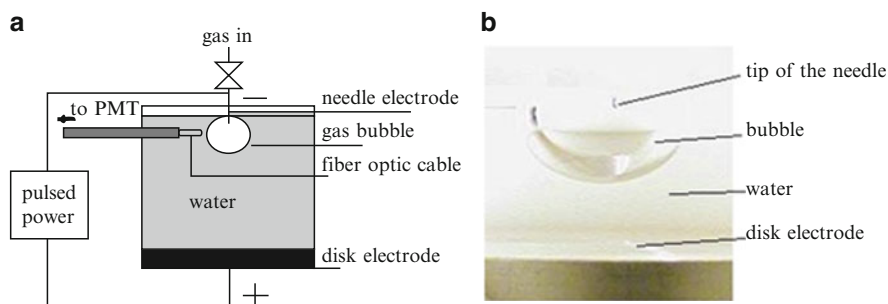 a
gas in
needle electrode
to PMT
gas bubble
fiber optic cable
pulsed
power
water
disk electrode
b
tip of the needle
bubble
water
disk electrode